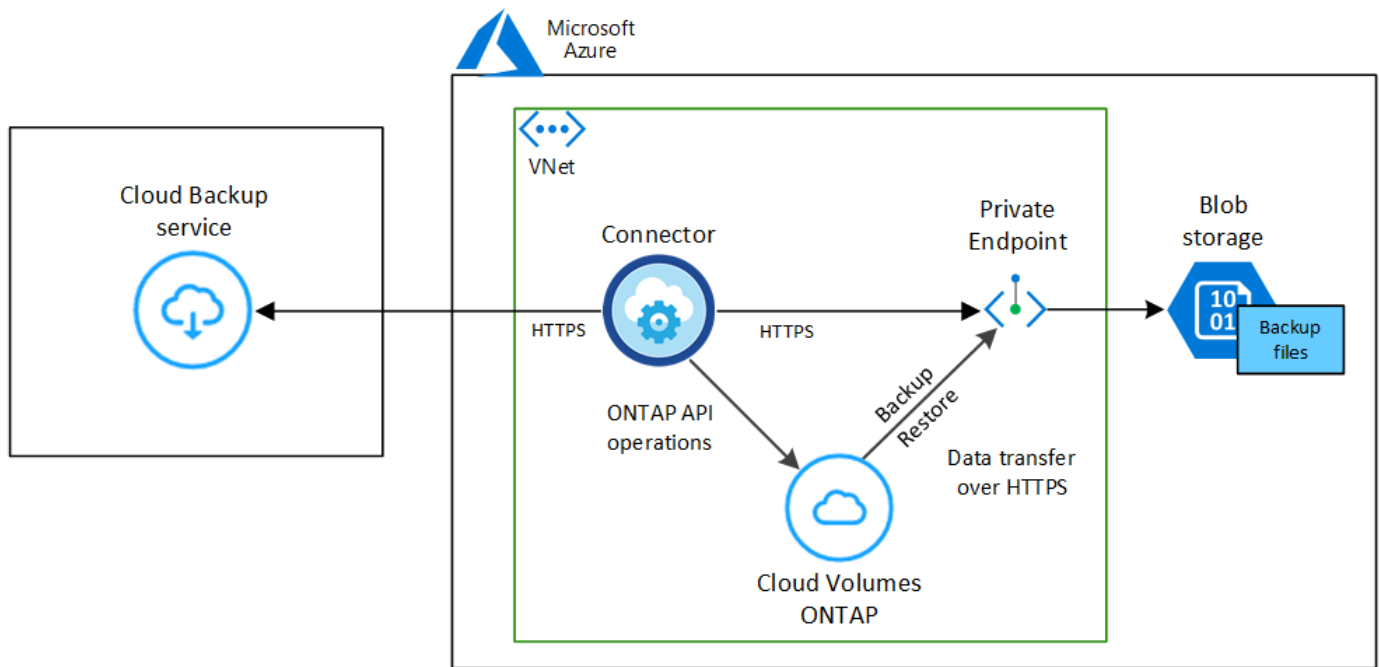 Microsoft
Azure
VNet
Cloud Backup
service
Connector
Private
Endpoint
Blob
storage
HTTPS
HTTPS
10
01
Backup
files
ONTAP API
operations
Backup
Restore
Data transfer
over HTTPS
Cloud Volumes
ONTAP